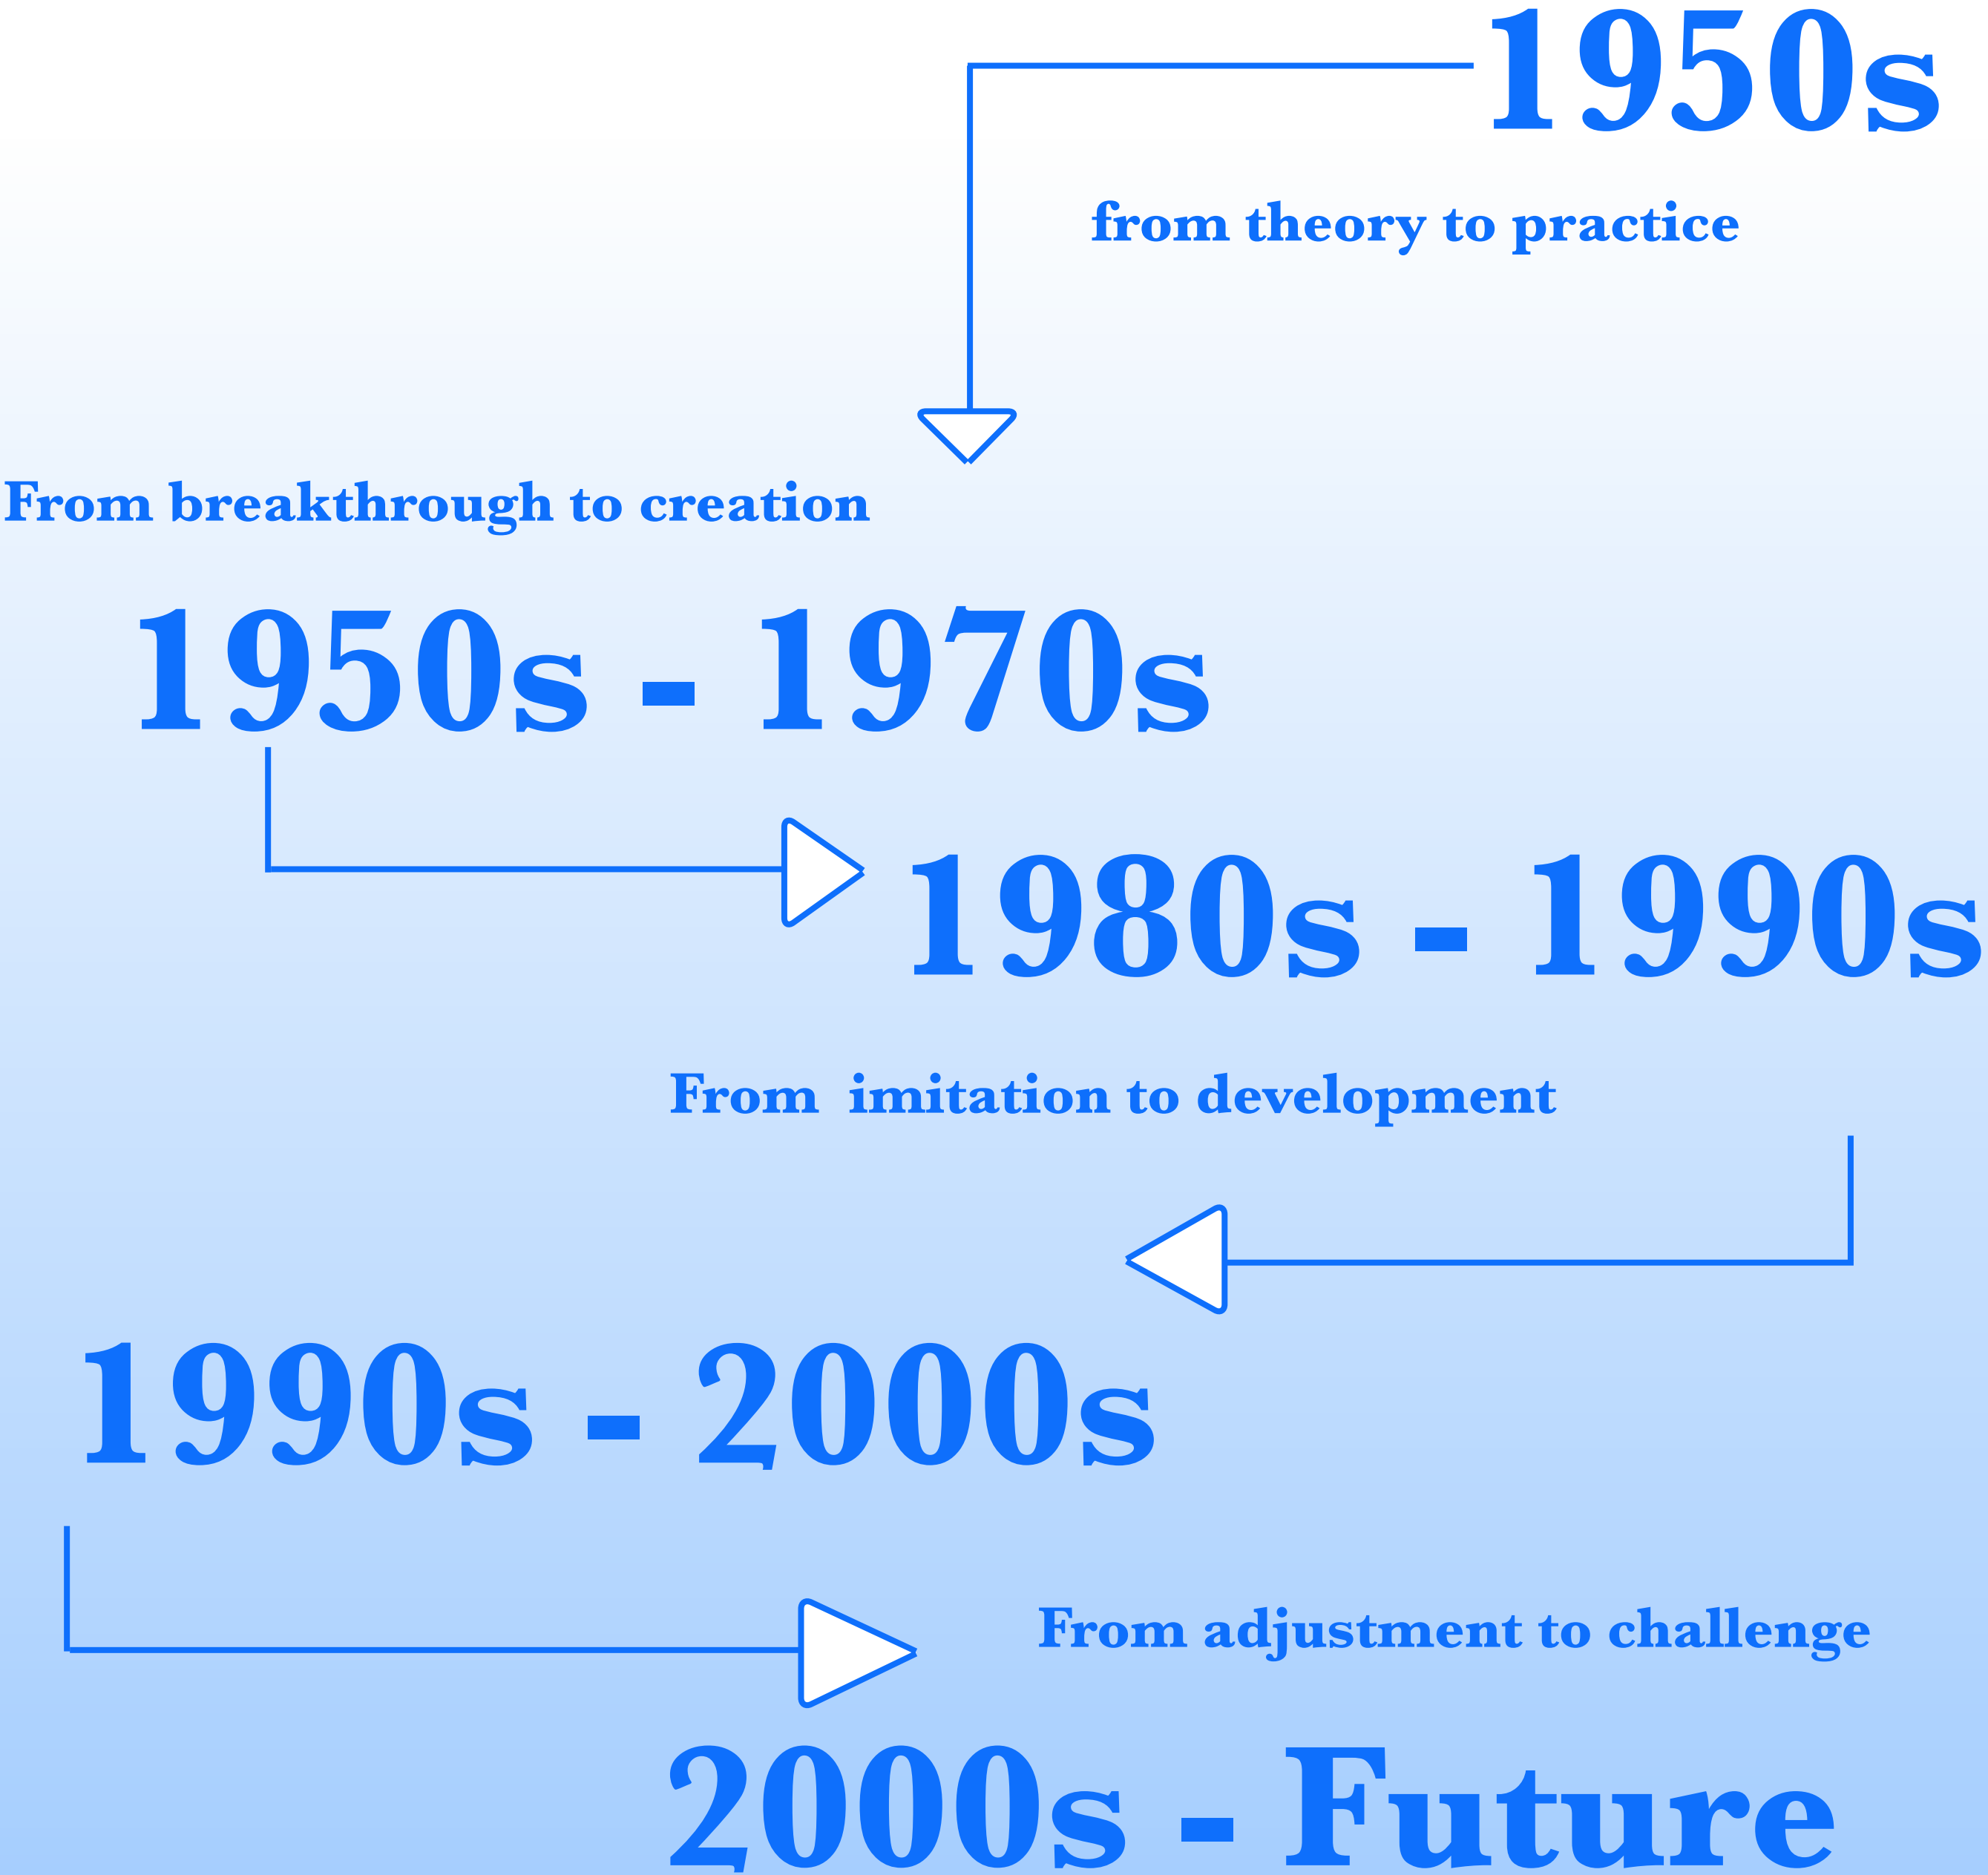 1950s
from theory to practice
From breakthrough to creation
1950s - 1970s
1980s - 1990s
From imitation to development
1990s - 2000s
From adjustment to challenge
2000s - Future